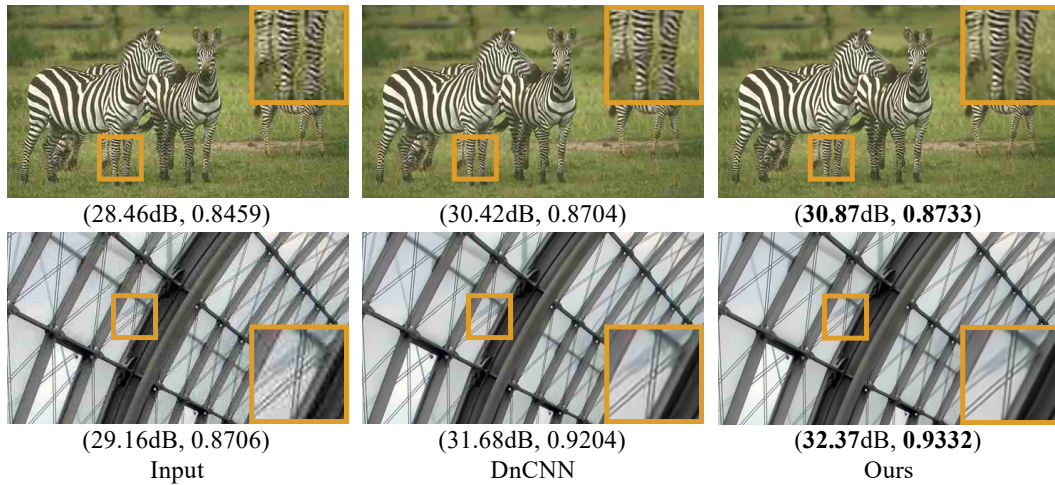 (28.46dB, 0.8459) (30.42dB, 0.8704) (30.87dB, 0.8733)
(29.16dB, 0.8706) (31.68dB, 0.9204) (32.37dB, 0.9332)
Input DnCNN Ours